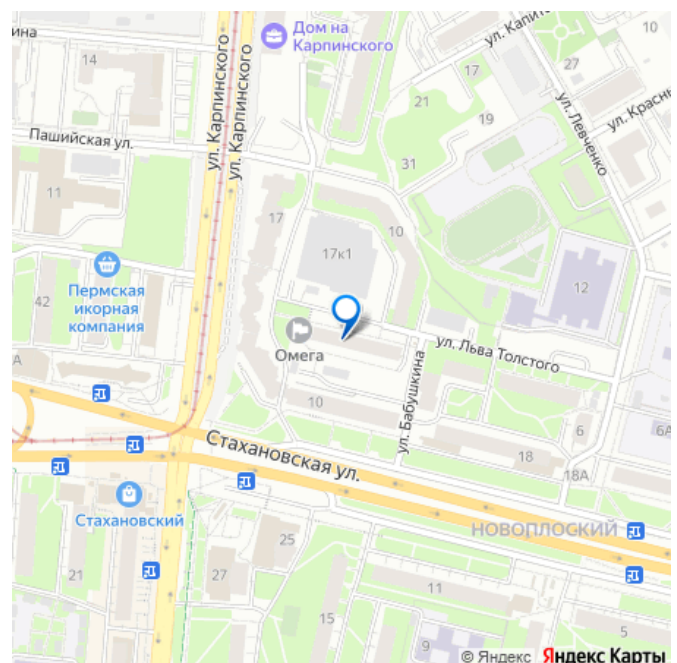 ина
Дом на
Карпинского
ул. Капит
10
14
17
27
21
ул. Карпинского
ул. Карпинского
19
ул. Левченко
ул. Красны
Пашийская ул.
31
11
17
10
17к1
12
Пермская
икорная
компания
42
Омега
ул. Льва Толстого
А
ул. Бабушкина
10
6
6А
Стахановская ул.
18
18А
Стахановский
НОВОПЛОСКИЙ
25
27
21
11
15
9
5
© Яндекс Яндекс Карты